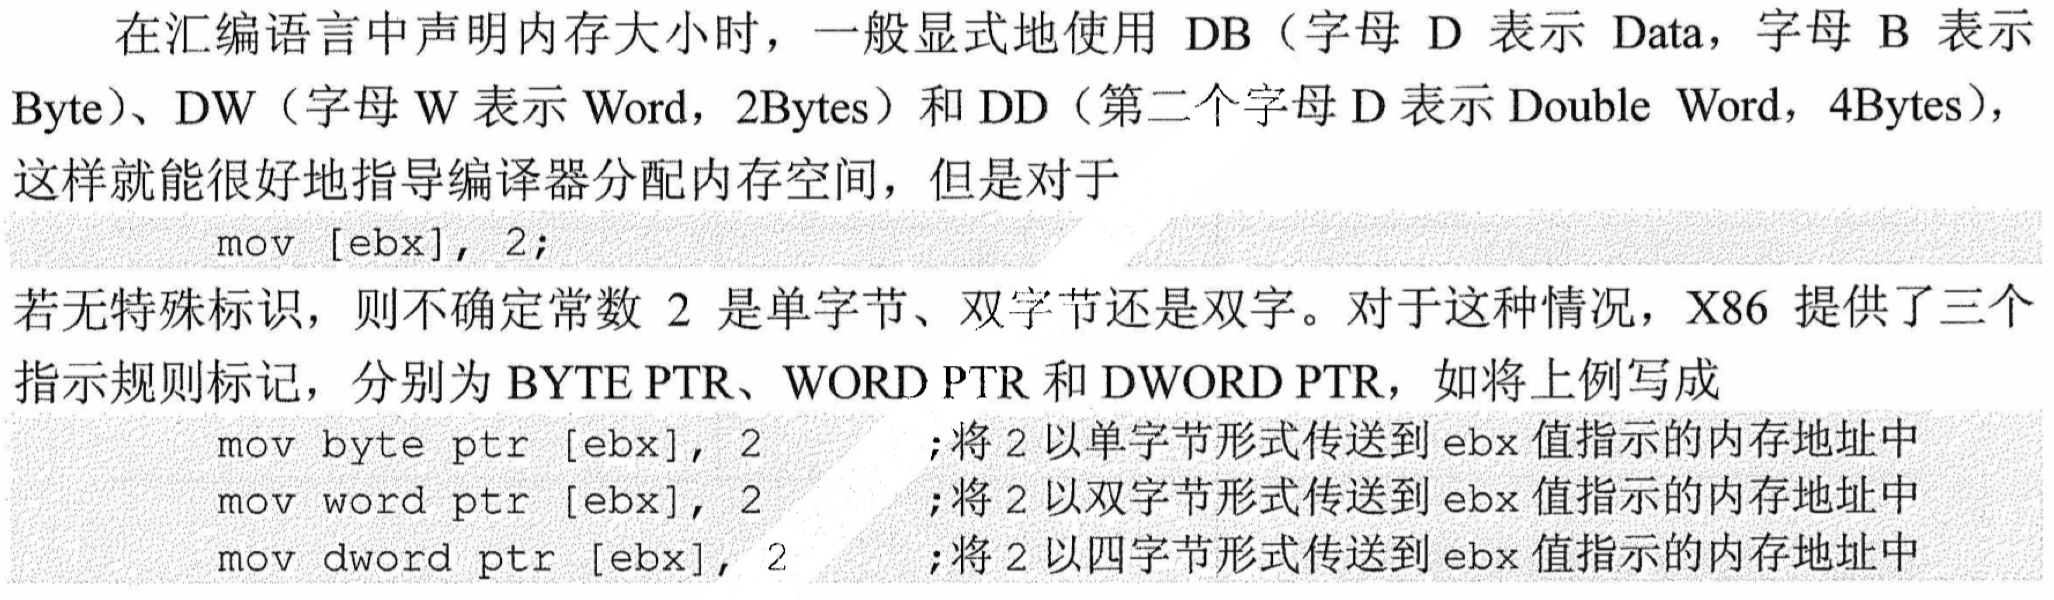 在汇编语言中声明内存大小时，一般显式地使用 DB（字母 D 表示 Data，字母 B 表示
Byte）、DW（字母 W 表示 Word，2Bytes）和 DD（第二个字母 D 表示 Double Word，4Bytes），
这样就能很好地指导编译器分配内存空间，但是对于
mov [ebx], 2;
若无特殊标识，则不确定常数 2 是单字节、双字节还是双字。对于这种情况，X86 提供了三个
指示规则标记，分别为 BYTE PTR、WORD PTR 和 DWORD PTR，如将上例写成
mov byte ptr [ebx], 2 ;将 2 以单字节形式传送到 ebx 值指示的内存地址中
mov word ptr [ebx], 2 ;将 2 以双字节形式传送到 ebx 值指示的内存地址中
mov dword ptr [ebx], 2 ;将 2 以四字节形式传送到 ebx 值指示的内存地址中